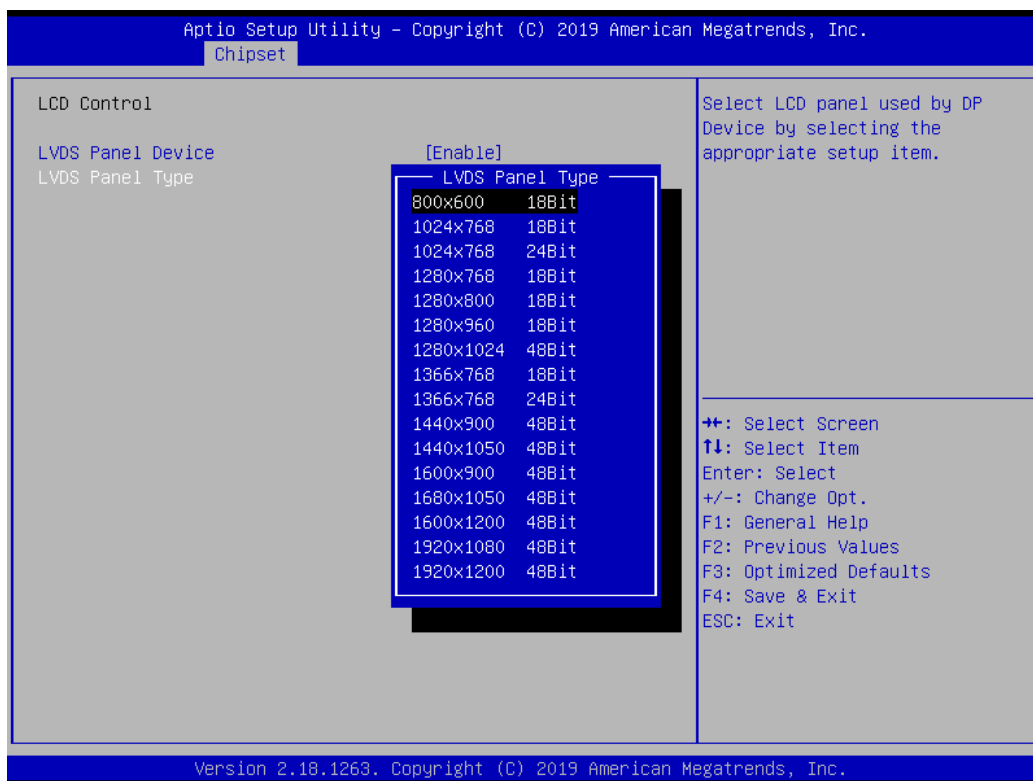 Aptio Setup Utility – Copyright (C) 2019 American Megatrends, Inc.
Chipset
LCD Control
LVDS Panel Device [Enable]
LVDS Panel Type
LVDS Panel Type
800x600 18Bit
1024x768 18Bit
1024x768 24Bit
1280x768 18Bit
1280x800 18Bit
1280x960 18Bit
1280x1024 48Bit
1366x768 18Bit
1366x768 24Bit
1440x900 48Bit
1440x1050 48Bit
1600x900 48Bit
1680x1050 48Bit
1600x1200 48Bit
1920x1080 48Bit
1920x1200 48Bit
Select LCD panel used by DP
Device by selecting the
appropriate setup item.
→←: Select Screen
↑↓: Select Item
Enter: Select
+/-: Change Opt.
F1: General Help
F2: Previous Values
F3: Optimized Defaults
F4: Save & Exit
ESC: Exit
Version 2.18.1263. Copyright (C) 2019 American Megatrends, Inc.